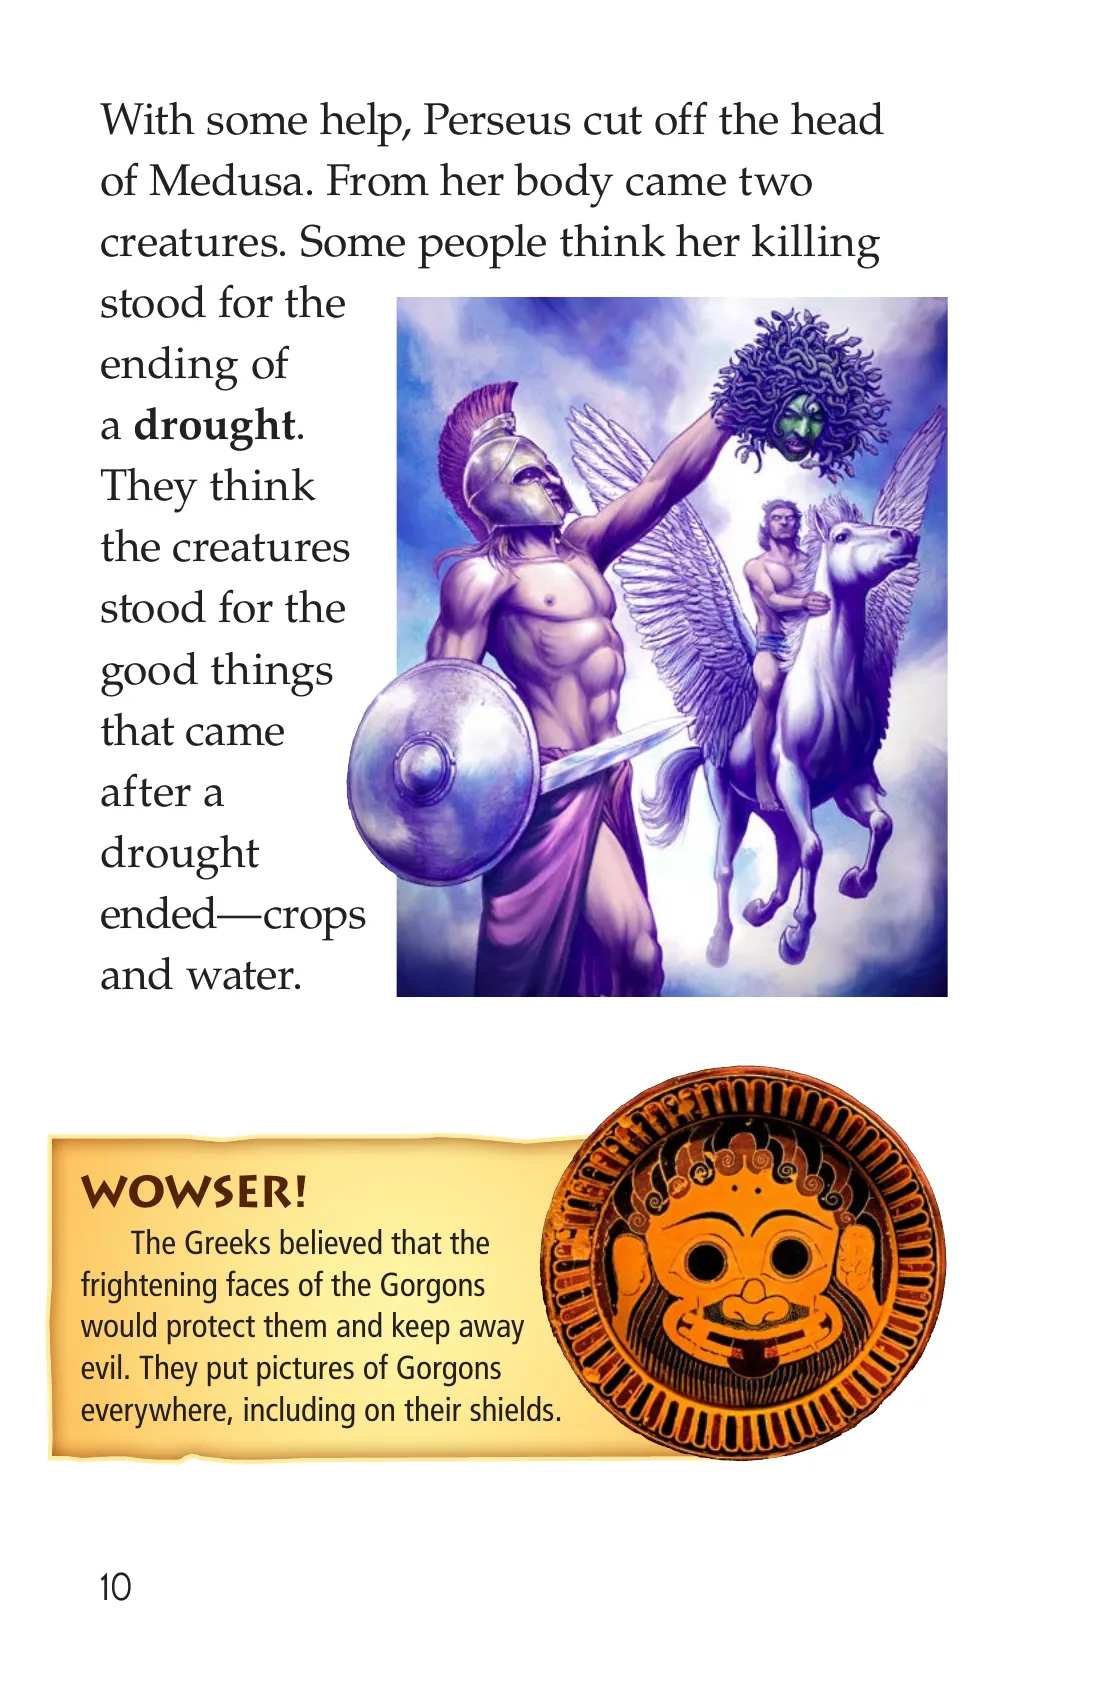 With some help, Perseus cut off the head
of Medusa. From her body came two
creatures. Some people think her killing
stood for the
ending of
a drought.
They think
the creatures
stood for the
good things
that came
after a
drought
ended—crops
and water.
WOWSER!
The Greeks believed that the
frightening faces of the Gorgons
would protect them and keep away
evil. They put pictures of Gorgons
everywhere, including on their shields.
10